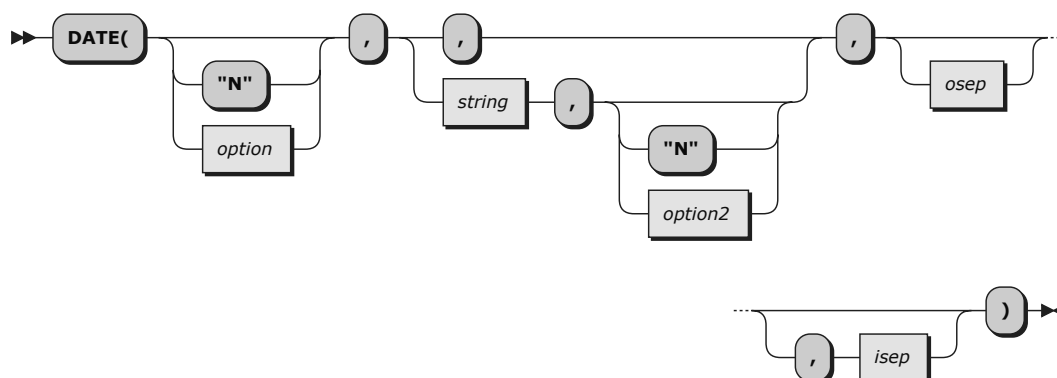 DATE( , , ,
"N" string , osep
option "N"
option2
)
, isep